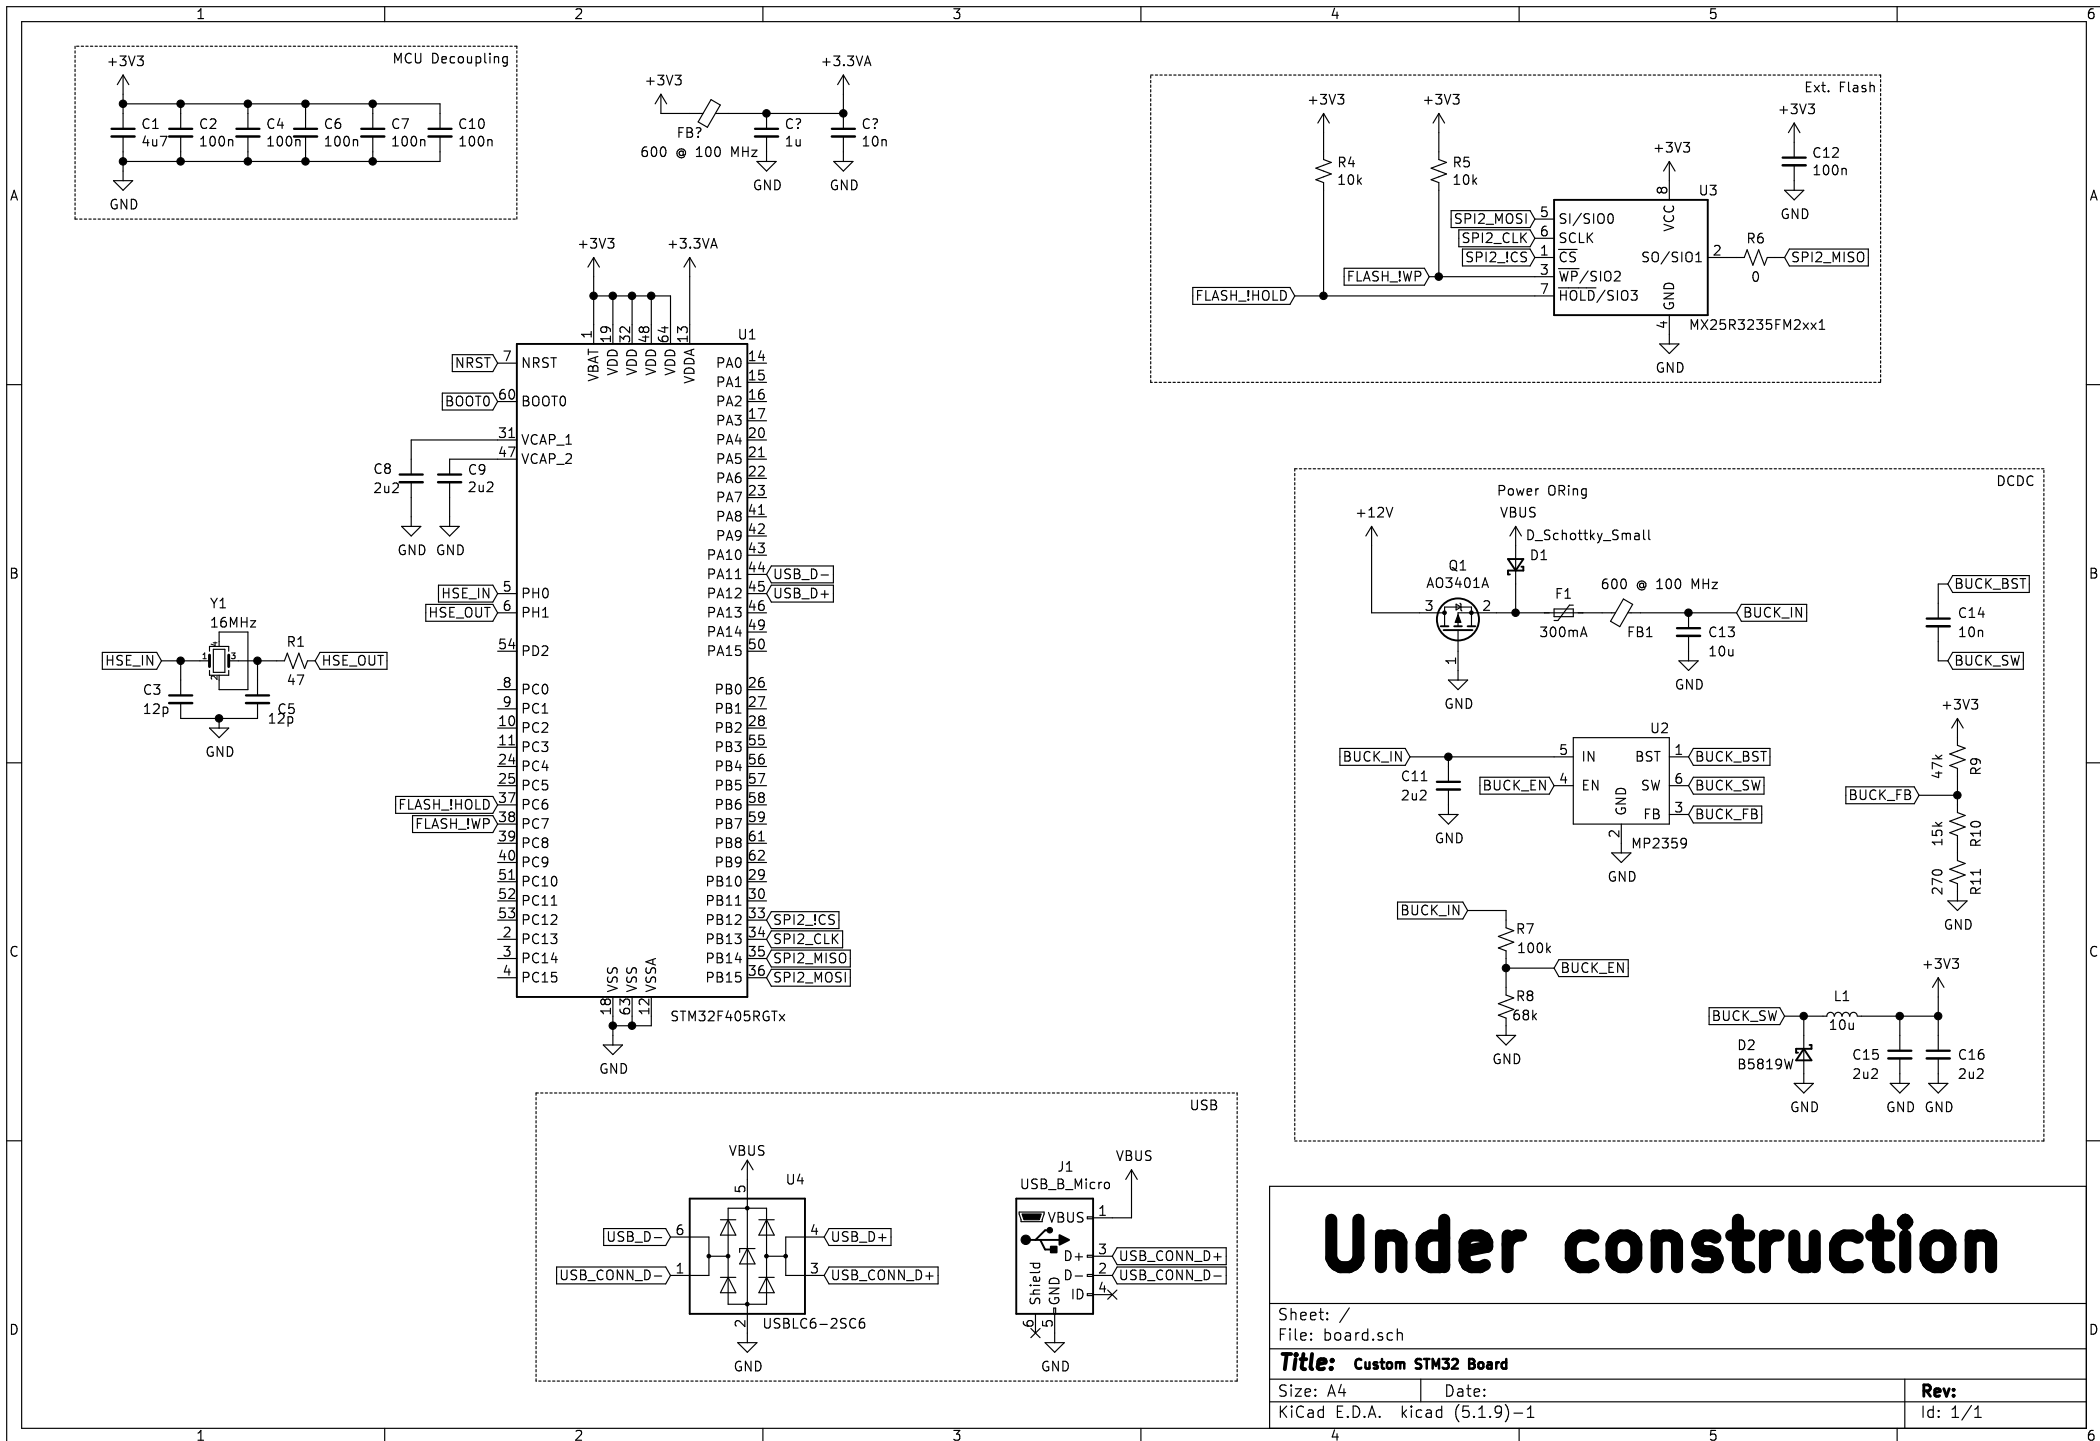 1 2 3 4 5 6
MCU Decoupling
+3V3
C1
4u7
C2
100n
C4
100n
C6
100n
C7
100n
C10
100n
GND
+3V3
+3.3VA
FB?
600 @ 100 MHz
C?
1u
C?
10n
GND
GND
Ext. Flash
+3V3
+3V3
+3V3
+3V3
R4
10k
R5
10k
C12
100n
GND
U3
8
VCC
SPI2_MOSI 5 SI/SIO0
SPI2_CLK 6 SCLK
SPI2_!CS 1 CS
FLASH_!WP 3 WP/SIO2
FLASH_!HOLD 7 HOLD/SIO3
SO/SIO1 2
R6
0
SPI2_MISO
GND
4
MX25R3235FM2xx1
GND
A
A
+3V3
+3.3VA
U1
1 VBAT
19 VDD
32 VDD
48 VDD
64 VDD
13 VDDA
NRST 7 NRST
BOOT0 60 BOOT0
31 VCAP_1
47 VCAP_2
C8
2u2
C9
2u2
GND
GND
HSE_IN 5 PH0
HSE_OUT 6 PH1
54 PD2
8 PC0
9 PC1
10 PC2
11 PC3
24 PC4
25 PC5
FLASH_!HOLD 37 PC6
FLASH_!WP 38 PC7
39 PC8
40 PC9
51 PC10
52 PC11
53 PC12
2 PC13
3 PC14
4 PC15
PA0 14
PA1 15
PA2 16
PA3 17
PA4 20
PA5 21
PA6 22
PA7 23
PA8 41
PA9 42
PA10 43
PA11 44 USB_D-
PA12 45 USB_D+
PA13 46
PA14 49
PA15 50
PB0 26
PB1 27
PB2 28
PB3 55
PB4 56
PB5 57
PB6 58
PB7 59
PB8 61
PB9 62
PB10 29
PB11 30
PB12 33 SPI2_!CS
PB13 34 SPI2_CLK
PB14 35 SPI2_MISO
PB15 36 SPI2_MOSI
VSS 18
VSS 63
VSSA 12
STM32F405RGTx
GND
Y1
16MHz
HSE_IN
1
3
4
2
R1
47
HSE_OUT
C3
12p
C5
12p
GND
B
B
DCDC
Power ORing
+12V
VBUS
D_Schottky_Small
D1
Q1
AO3401A
3
2
1
GND
F1
300mA
600 @ 100 MHz
FB1
C13
10u
GND
BUCK_IN
BUCK_BST
C14
10n
BUCK_SW
BUCK_IN
C11
2u2
GND
U2
5 IN
BUCK_EN 4 EN
BST 1 BUCK_BST
SW 6 BUCK_SW
FB 3 BUCK_FB
GND
2
MP2359
GND
+3V3
47k
R9
BUCK_FB
15k
R10
270
R11
GND
BUCK_IN
R7
100k
BUCK_EN
R8
68k
GND
+3V3
BUCK_SW
L1
10u
D2
B5819W
C15
2u2
C16
2u2
GND
GND
GND
C
C
USB
VBUS
5
U4
USB_D- 6
4 USB_D+
USB_CONN_D- 1
3 USB_CONN_D+
2
USBLC6-2SC6
GND
J1
USB_B_Micro
VBUS
VBUS 1
D+ 3 USB_CONN_D+
D- 2 USB_CONN_D-
ID 4
Shield
GND
6
5
GND
D
D
Under construction
Sheet: /
File: board.sch
Title: Custom STM32 Board
Size: A4
Date:
Rev:
KiCad E.D.A. kicad (5.1.9)-1
Id: 1/1
1 2 3 4 5 6